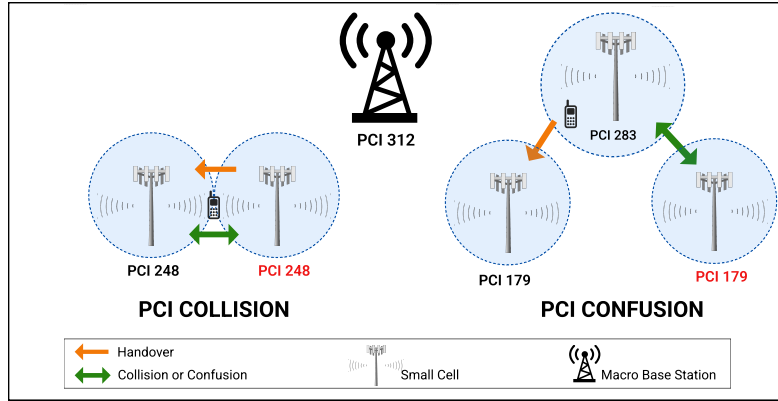 PCI 312
PCI 283
PCI 248
PCI 248
PCI 179
PCI 179
PCI COLLISION
PCI CONFUSION
Handover
Collision or Confusion
Small Cell
Macro Base Station